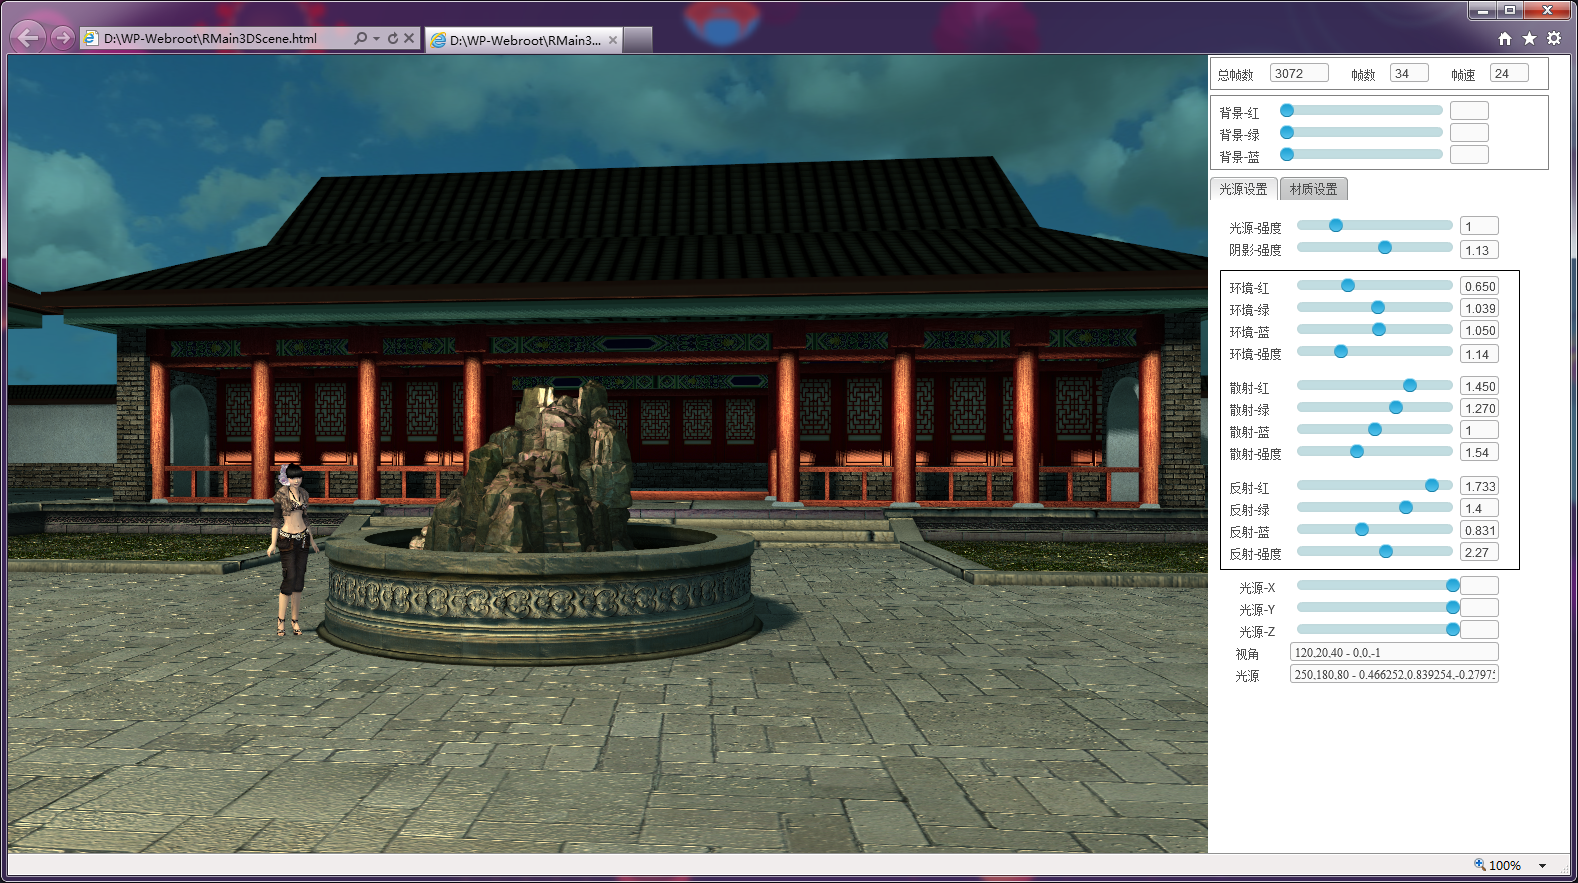 D:\WP-Webroot\RMain3DScene.html
D:\WP-Webroot\RMain3...
总帧数 3072 帧数 34 帧速 24
背景-红
背景-绿
背景-蓝
光源设置 材质设置
光源-强度 1
阴影-强度 1.13
环境-红 0.650
环境-绿 1.039
环境-蓝 1.050
环境-强度 1.14
散射-红 1.450
散射-绿 1.270
散射-蓝 1
散射-强度 1.54
反射-红 1.733
反射-绿 1.4
反射-蓝 0.831
反射-强度 2.27
光源-X
光源-Y
光源-Z
视角 120,20,40 - 0,0,-1
光源 250,180,80 - 0.466252,0.839254,-0.2797
100%